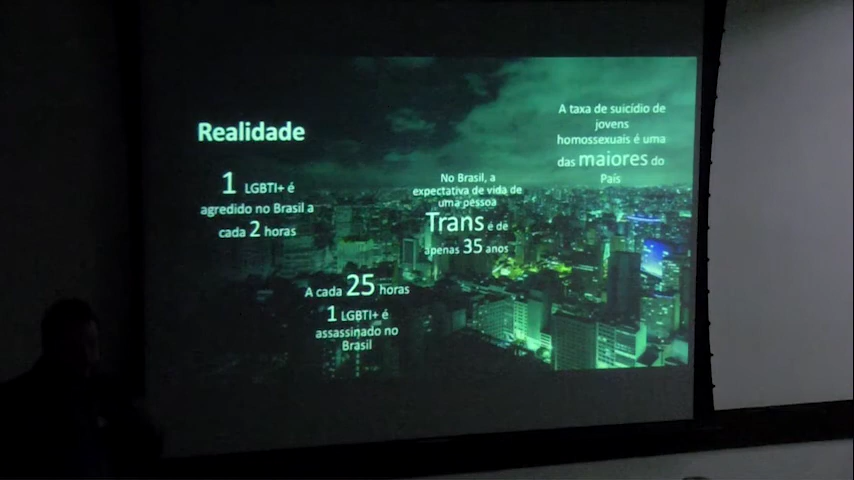 Realidade
1 LGBTI+ é
agredido no Brasil a
cada 2 horas
A cada 25 horas
1 LGBTI+ é
assassinado no
Brasil
No Brasil, a
expectativa de vida de
uma pessoa
Trans é de
apenas 35 anos
A taxa de suicídio de
jovens
homossexuais é uma
das maiores do
País